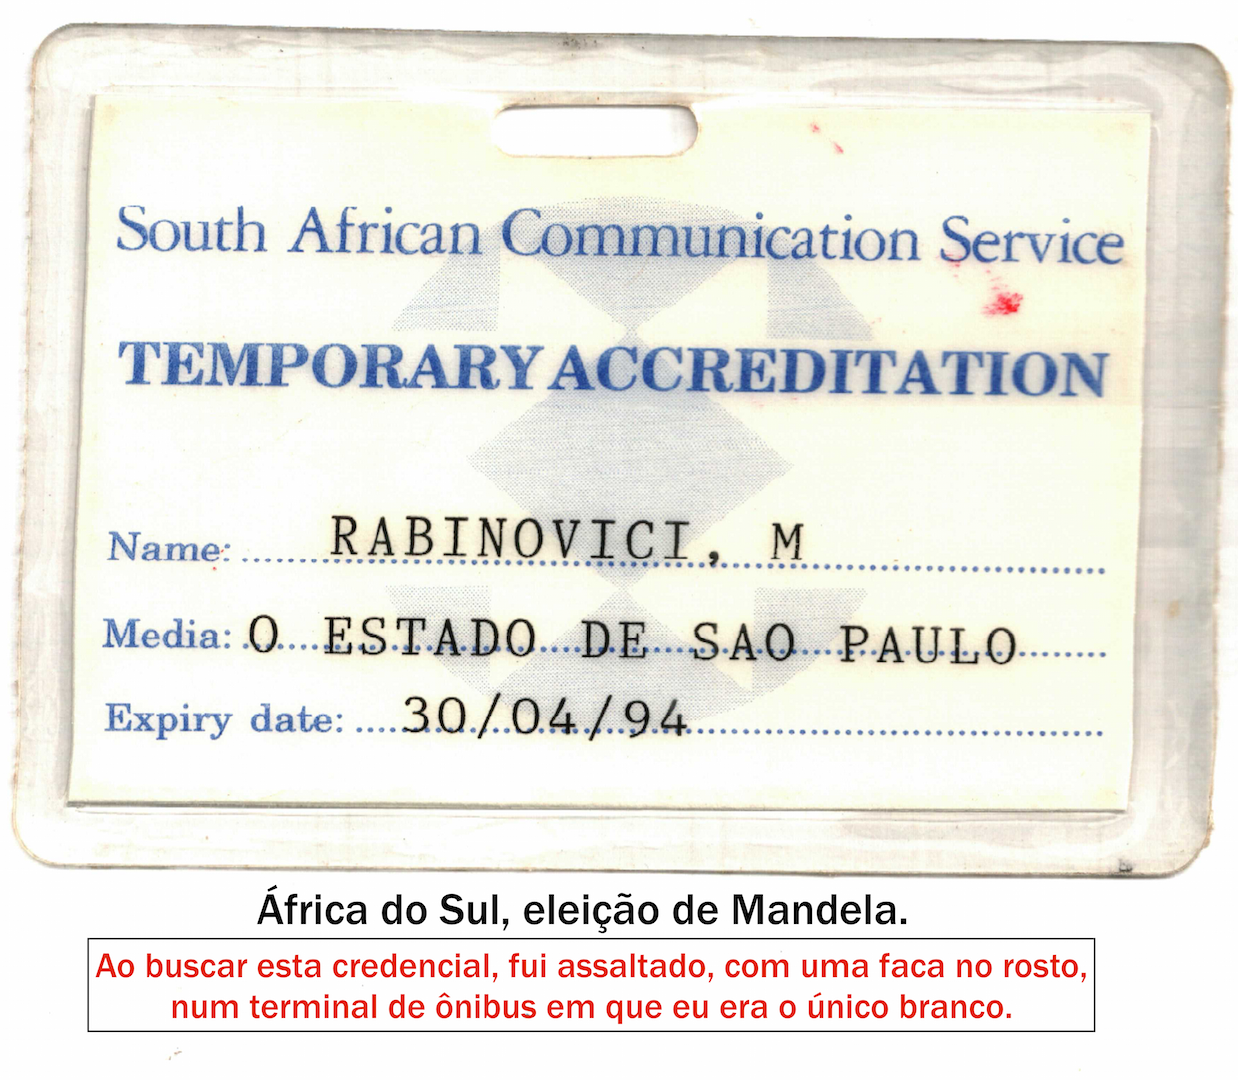 South African Communication Service
TEMPORARY ACCREDITATION
Name: RABINOVICI, M
Media: O ESTADO DE SAO PAULO
Expiry date: 30/04/94
África do Sul, eleição de Mandela.
Ao buscar esta credencial, fui assaltado, com uma faca no rosto,
num terminal de ônibus em que eu era o único branco.